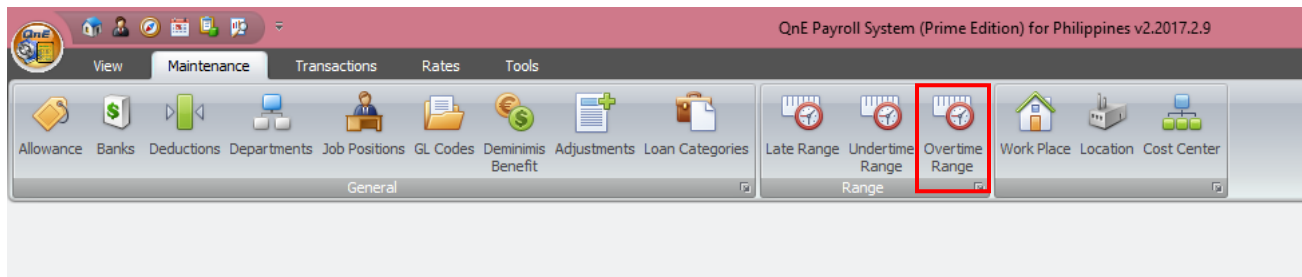 QnE
QnE Payroll System (Prime Edition) for Philippines v2.2017.2.9
View Maintenance Transactions Rates Tools
Allowance Banks Deductions Departments Job Positions GL Codes Deminimis Adjustments Loan Categories Late Range Undertime Overtime Work Place Location Cost Center
Benefit Range Range
General Range